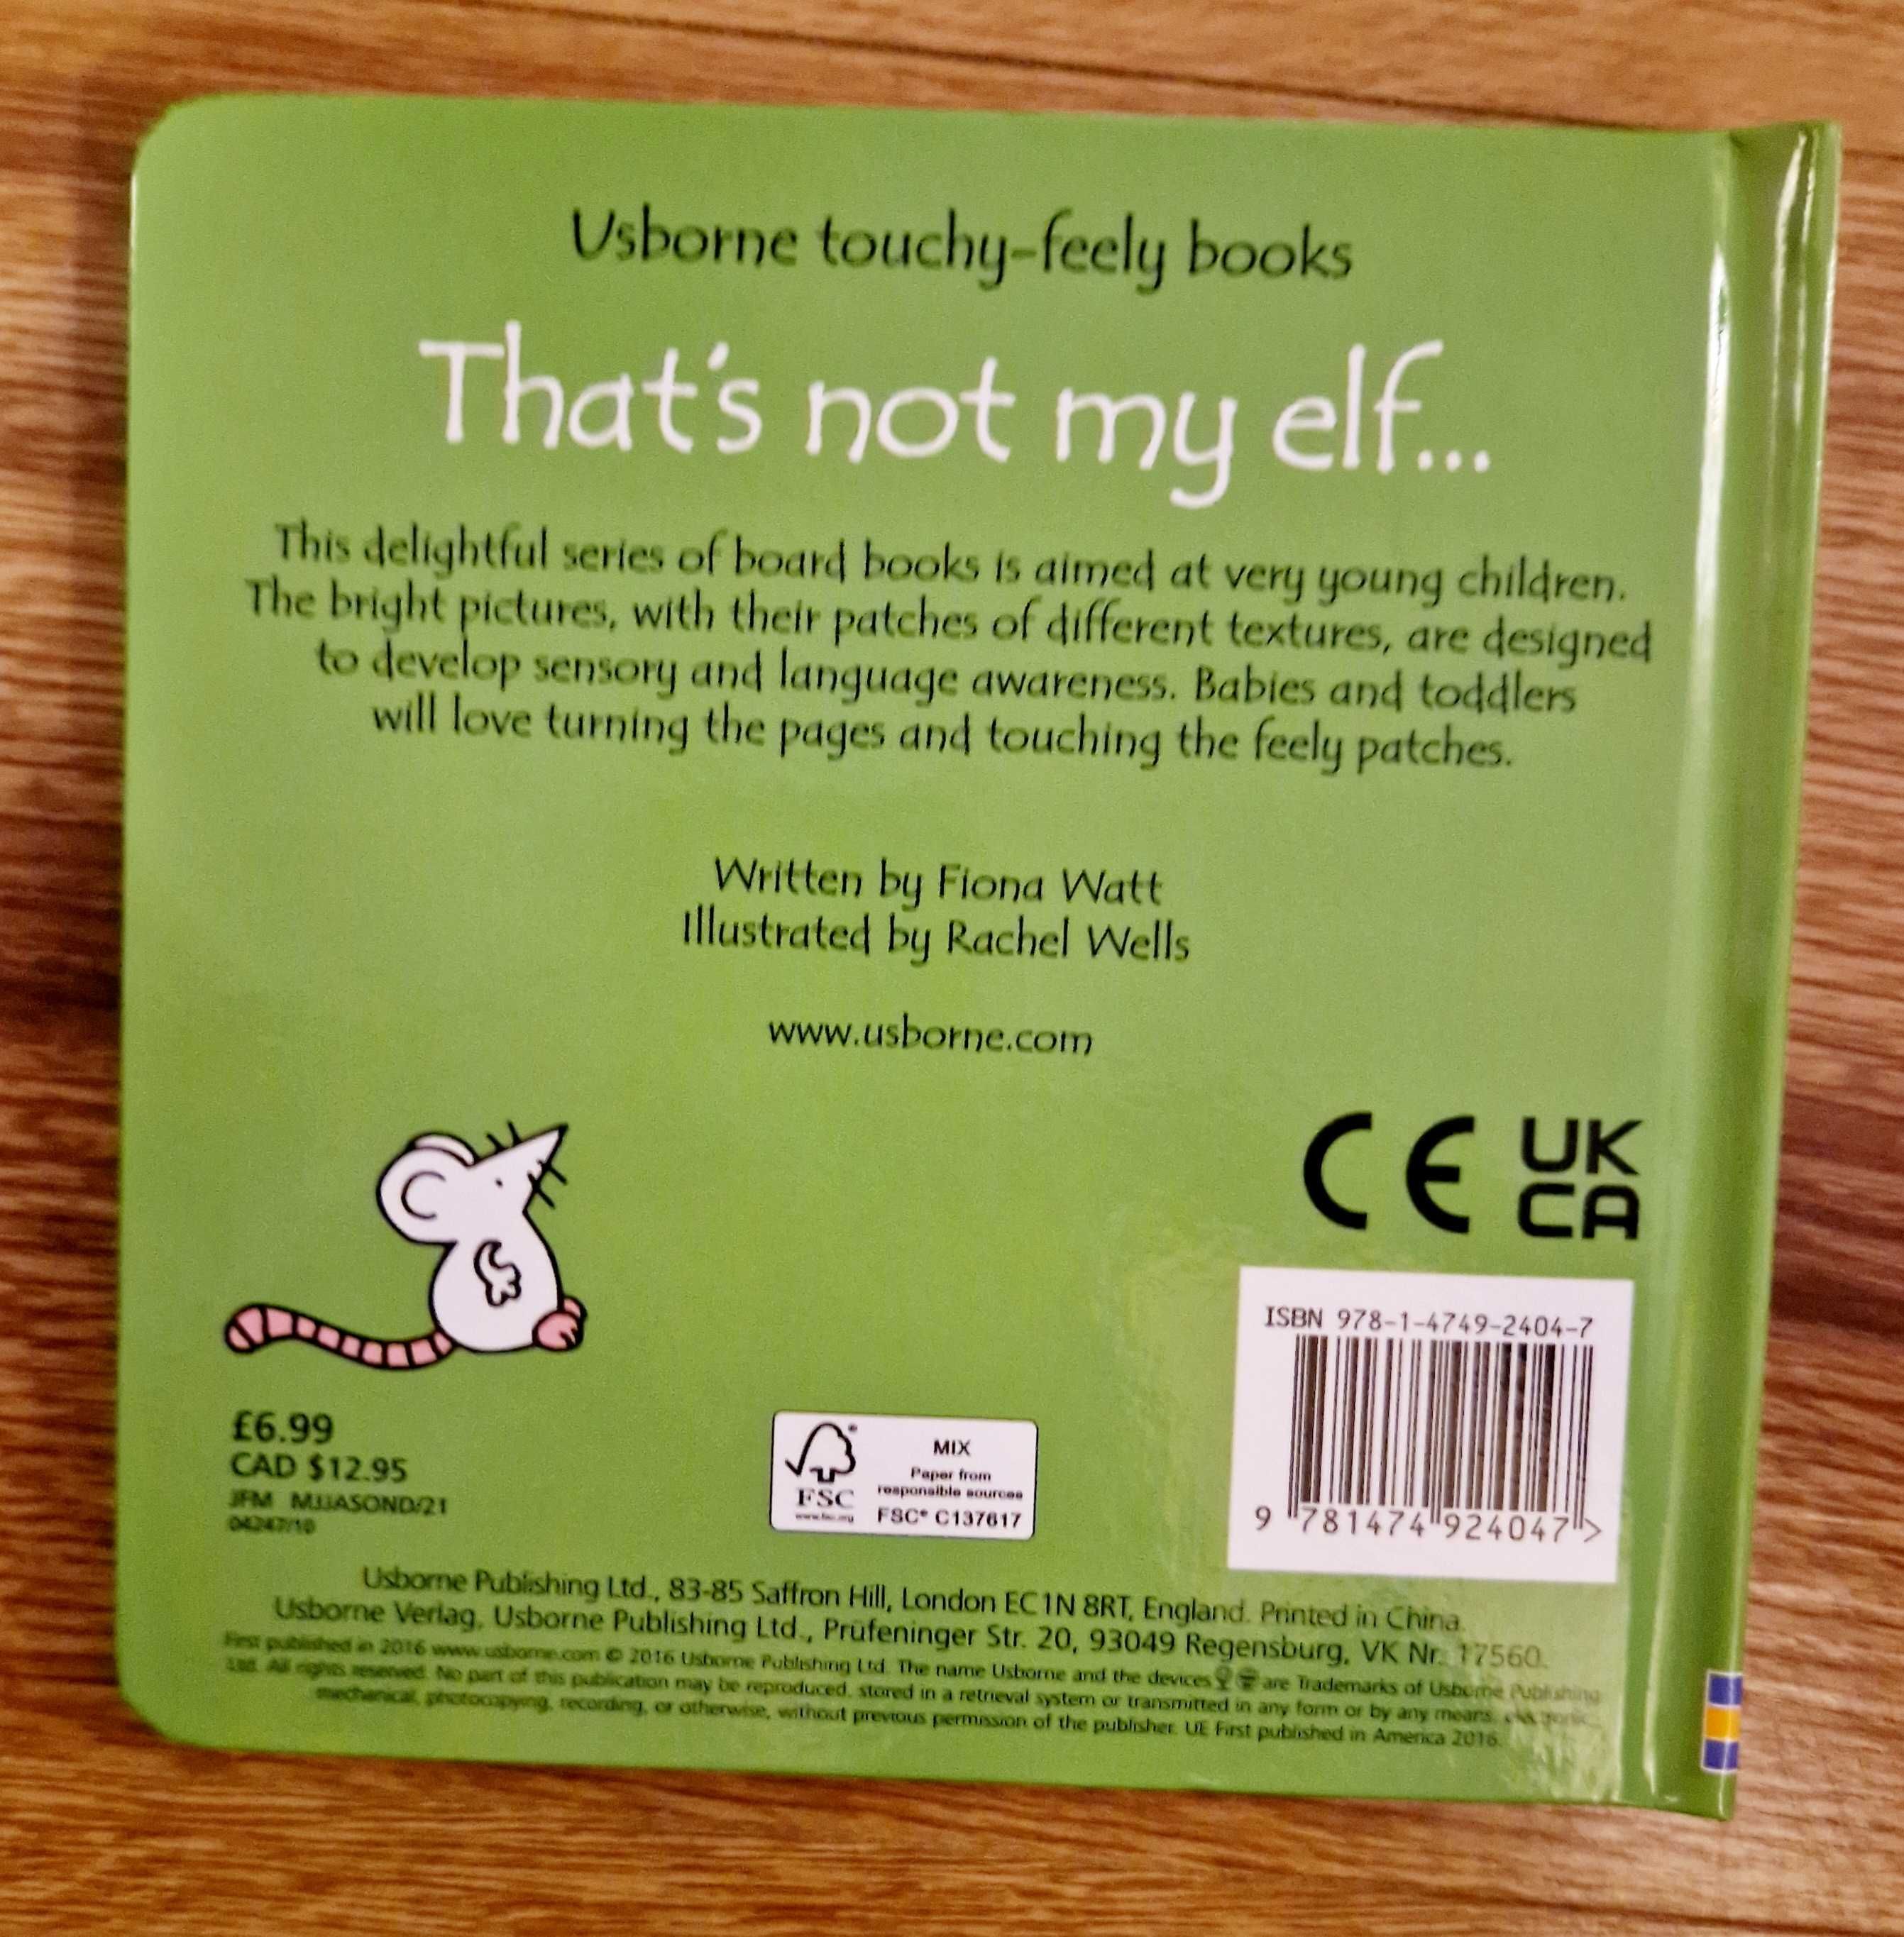 Usborne touchy-feely books
That's not my elf...
This delightful series of board books is aimed at very young children.
The bright pictures, with their patches of different textures, are designed
to develop sensory and language awareness. Babies and toddlers
will love turning the pages and touching the feely patches.
Written by Fiona Watt
Illustrated by Rachel Wells
www.usborne.com
CE
UK
CA
ISBN 978-1-4749-2404-7
9 781474 924047 >
£6.99
CAD $12.95
JFM MJJASOND/21
04247/10
FSC®
www.fsc.org
MIX
Paper from
responsible sources
FSC® C137617
Usborne Publishing Ltd., 83-85 Saffron Hill, London EC1N 8RT, England. Printed in China.
Usborne Verlag, Usborne Publishing Ltd., Prüfeninger Str. 20, 93049 Regensburg, VK Nr. 17560.
First published in 2016 www.usborne.com © 2016 Usborne Publishing Ltd. The name Usborne and the devices are Trademarks of Usborne Publishing
Ltd. All rights reserved. No part of this publication may be reproduced, stored in a retrieval system or transmitted in any form or by any means, electronic,
mechanical, photocopying, recording, or otherwise, without previous permission of the publisher. UE First published in America 2016.